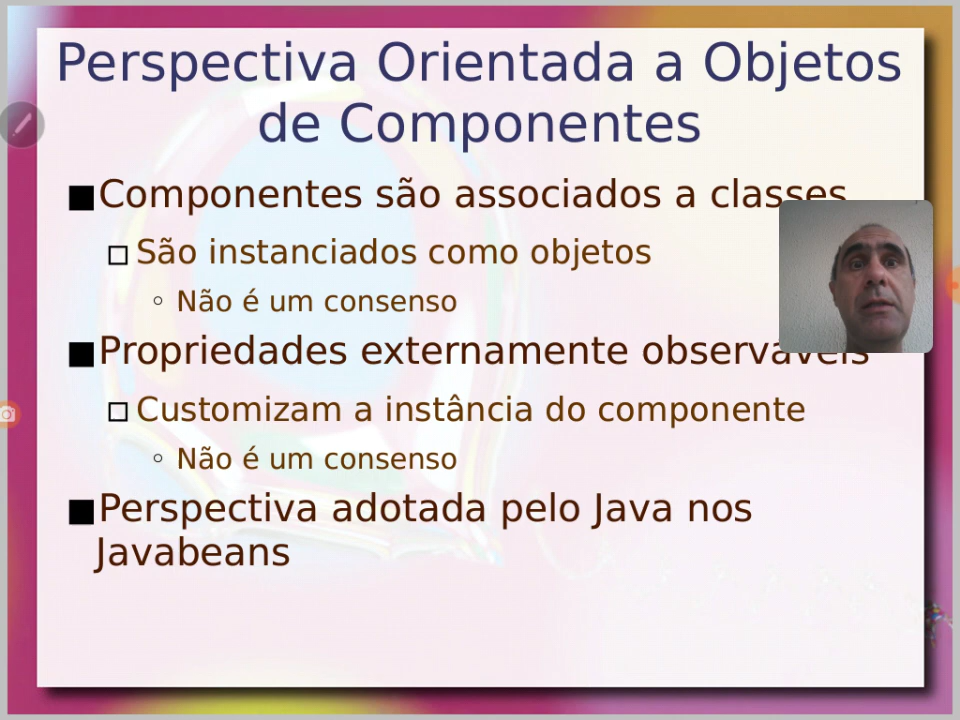 Perspectiva Orientada a Objetos
de Componentes
Componentes são associados a classes
São instanciados como objetos
Não é um consenso
Propriedades externamente observáveis
Customizam a instância do componente
Não é um consenso
Perspectiva adotada pelo Java nos
Javabeans